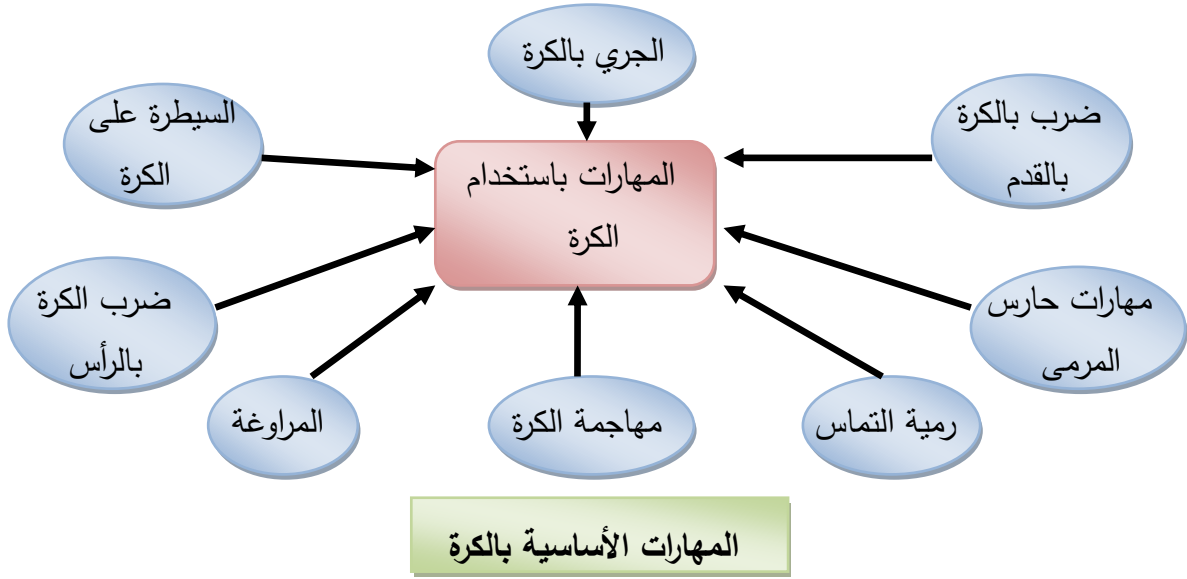 الجري بالكرة
ضرب بالكرة
بالقدم
السيطرة على
الكرة
المهارات باستخدام
الكرة
مهارات حارس
المرمى
ضرب الكرة
بالرأس
رمية التماس
مهاجمة الكرة
المراوغة
المهارات الأساسية بالكرة